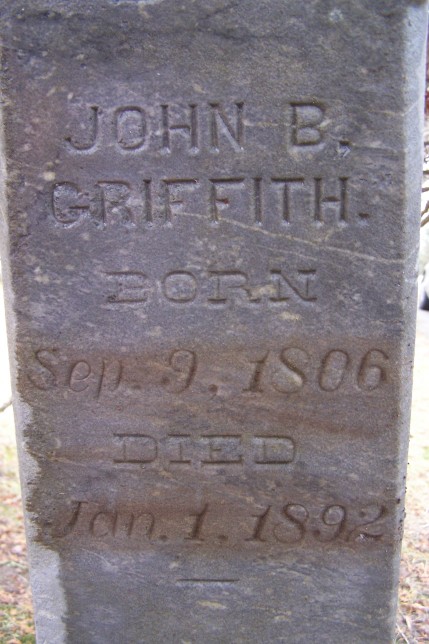 JOHN B.
GRIFFITH.
BORN
Sep. 9, 1806
DIED
Jan. 1, 1892